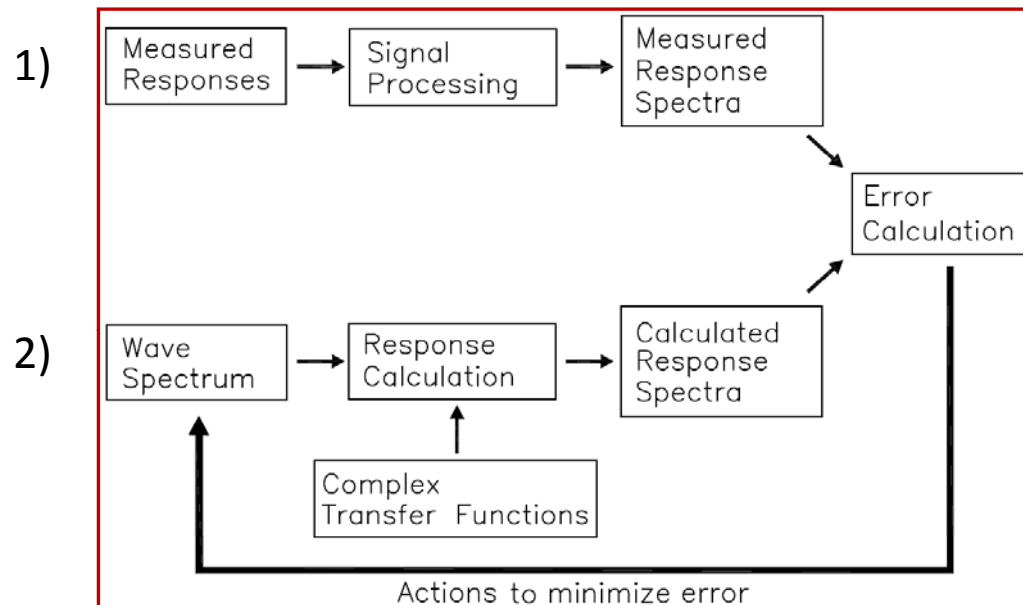 1)
Measured
Responses
Signal
Processing
Measured
Response
Spectra
Error
Calculation
2)
Wave
Spectrum
Response
Calculation
Calculated
Response
Spectra
Complex
Transfer Functions
Actions to minimize error